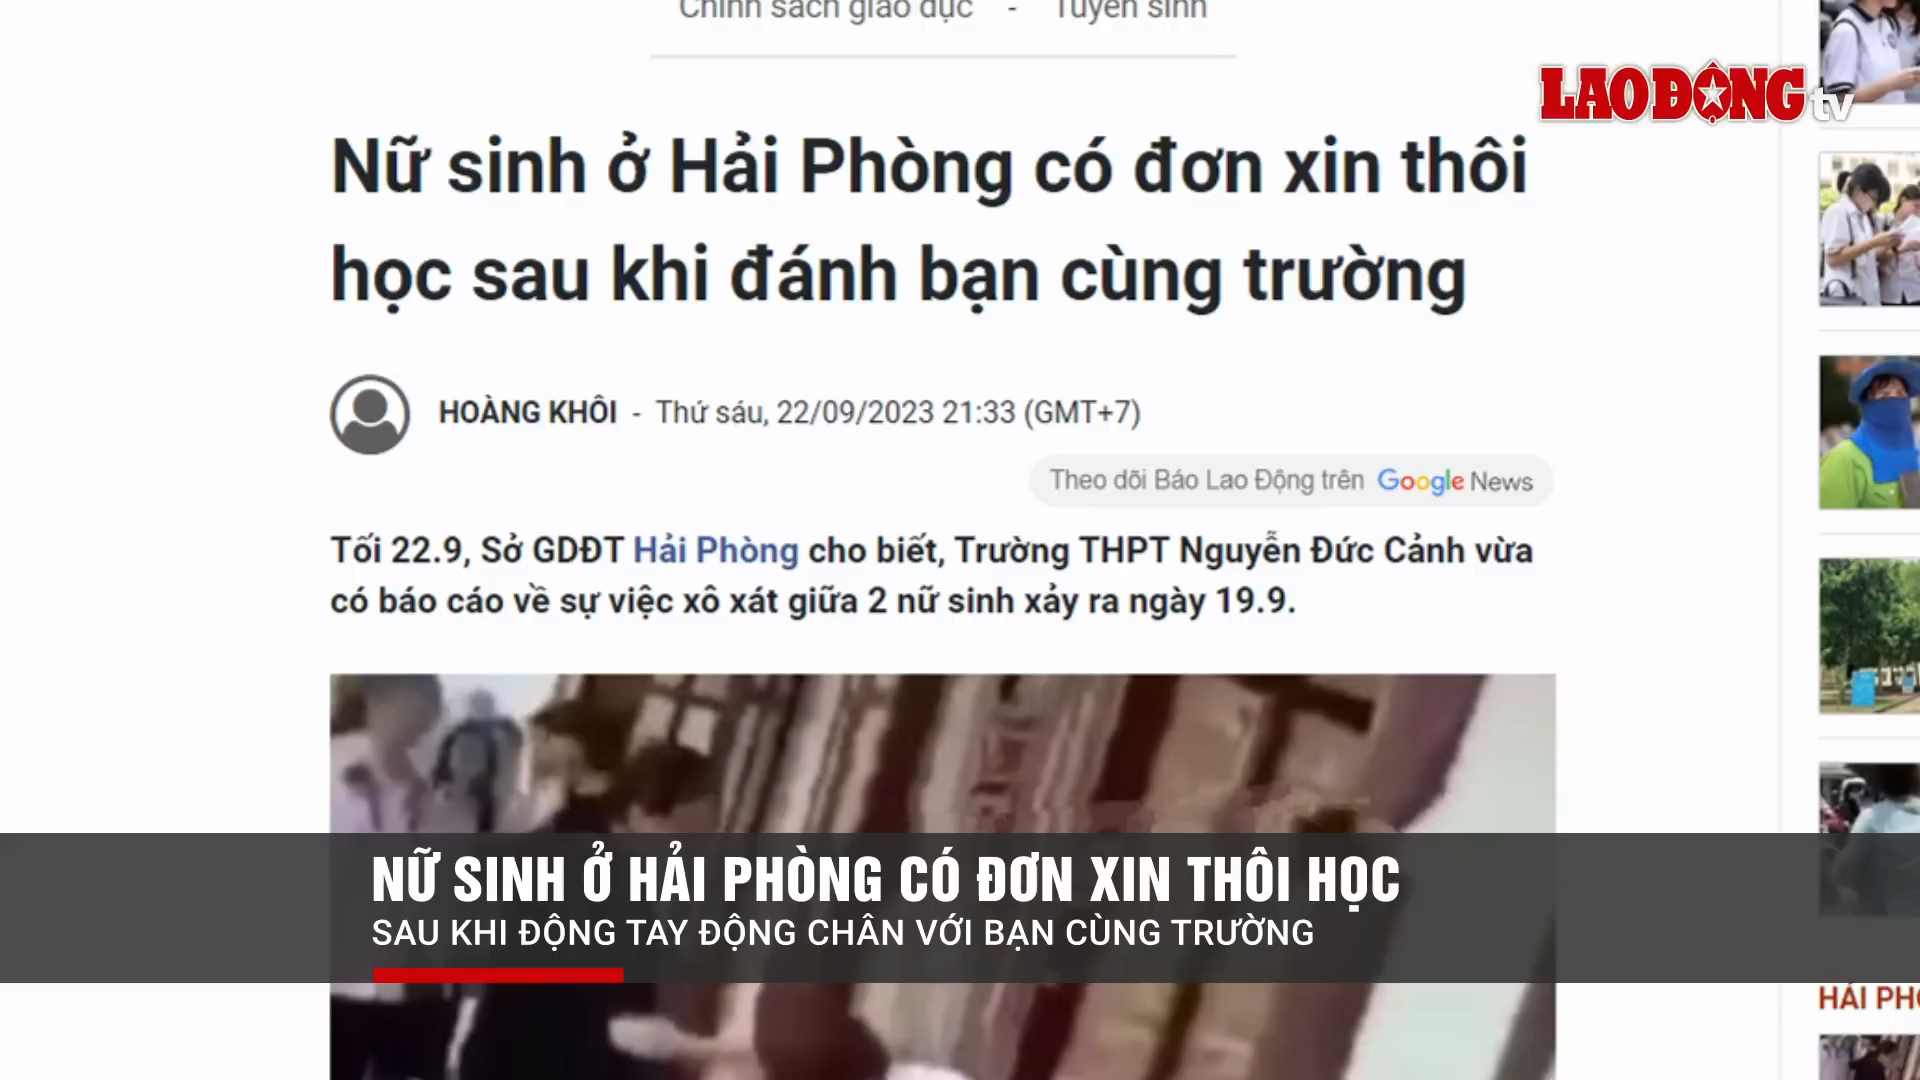 Chính sách giáo dục - Tuyển sinh
LAO ĐỘNG tv
Nữ sinh ở Hải Phòng có đơn xin thôi
học sau khi đánh bạn cùng trường
HOÀNG KHÔI - Thứ sáu, 22/09/2023 21:33 (GMT+7)
Theo dõi Báo Lao Động trên Google News
Tối 22.9, Sở GDĐT Hải Phòng cho biết, Trường THPT Nguyễn Đức Cảnh vừa
có báo cáo về sự việc xô xát giữa 2 nữ sinh xảy ra ngày 19.9.
NỮ SINH Ở HẢI PHÒNG CÓ ĐƠN XIN THÔI HỌC
SAU KHI ĐỘNG TAY ĐỘNG CHÂN VỚI BẠN CÙNG TRƯỜNG
HẢI